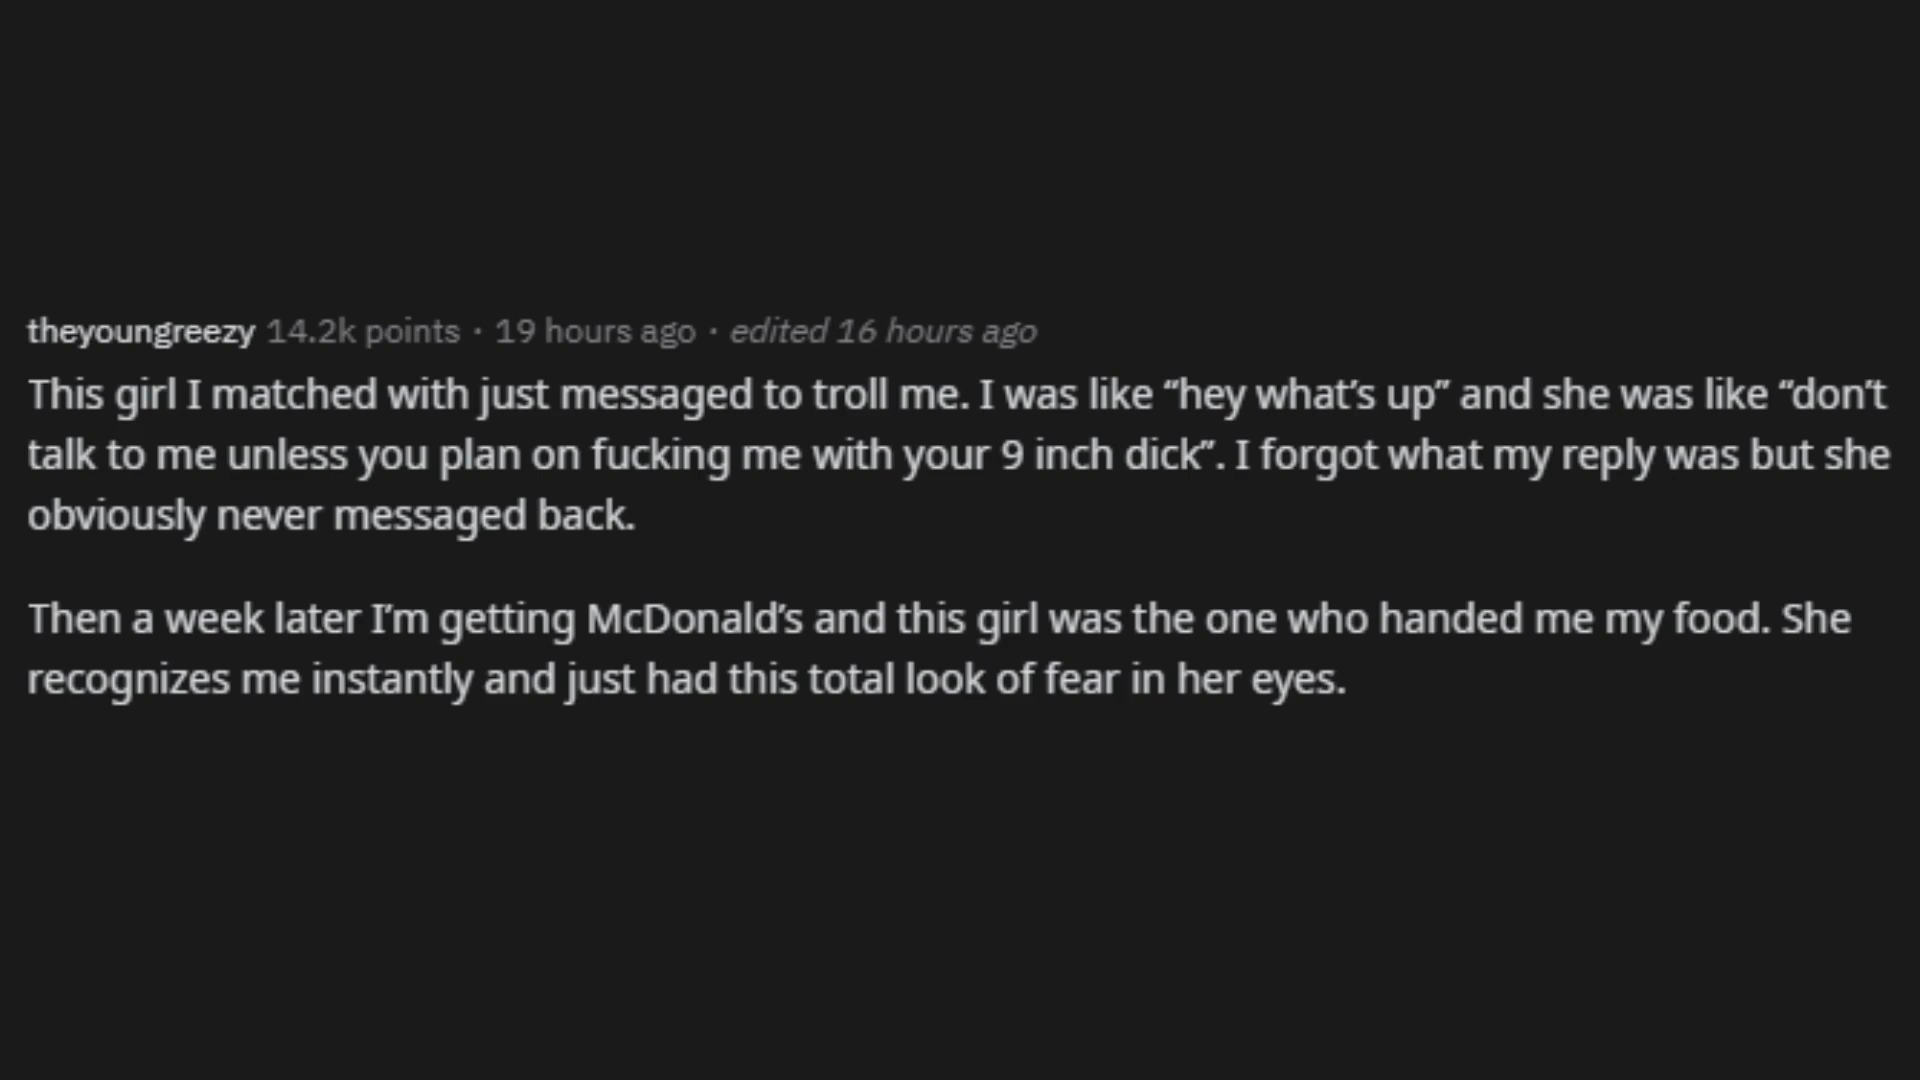 theyoungreezy 14.2k points · 19 hours ago · edited 16 hours ago
This girl I matched with just messaged to troll me. I was like “hey what’s up” and she was like “don’t
talk to me unless you plan on fucking me with your 9 inch dick”. I forgot what my reply was but she
obviously never messaged back.
Then a week later I’m getting McDonald’s and this girl was the one who handed me my food. She
recognizes me instantly and just had this total look of fear in her eyes.